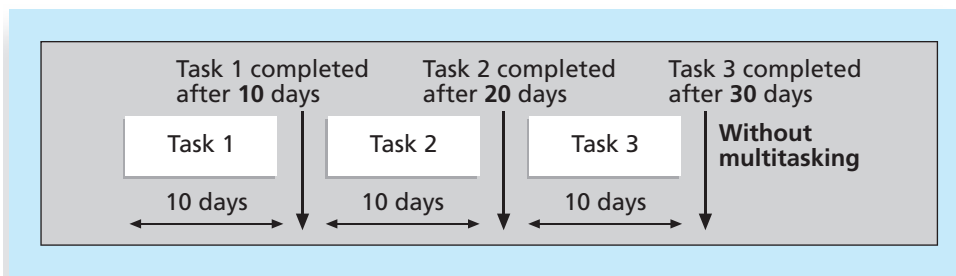 Task 1 completed
after 10 days
Task 2 completed
after 20 days
Task 3 completed
after 30 days
Task 1
Task 2
Task 3
Without
multitasking
10 days
10 days
10 days